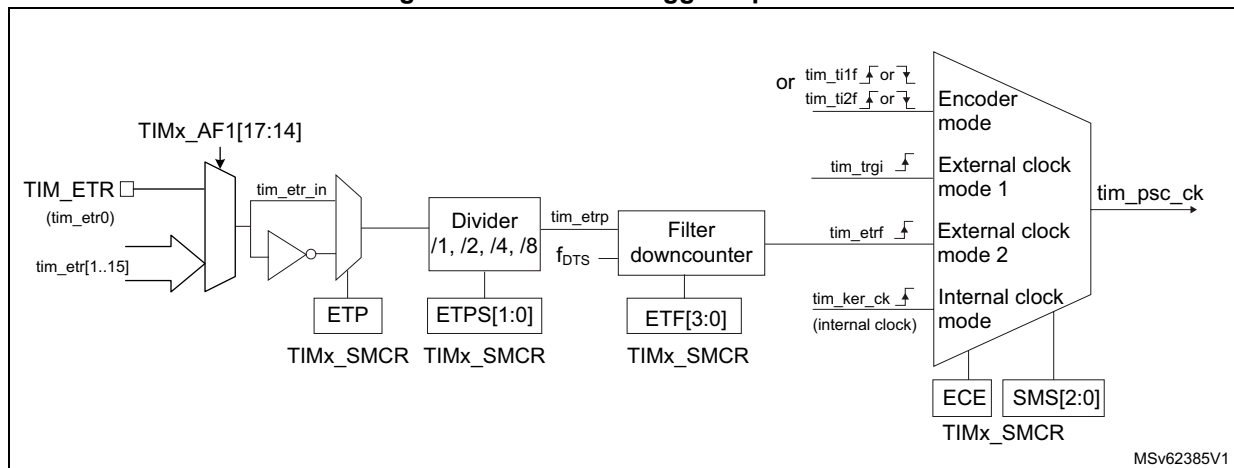 or tim_ti1f or
tim_ti2f or
Encoder
mode
TIMx_AF1[17:14]
TIM_ETR
(tim_etr0)
tim_etr[1..15]
tim_etr_in
ETP
TIMx_SMCR
Divider
/1, /2, /4, /8
ETPS[1:0]
TIMx_SMCR
tim_etrp
fDTS
Filter
downcounter
ETF[3:0]
TIMx_SMCR
tim_trgi
External clock
mode 1
tim_etrf
External clock
mode 2
tim_ker_ck
(internal clock)
Internal clock
mode
tim_psc_ck
ECE
SMS[2:0]
TIMx_SMCR
MSv62385V1